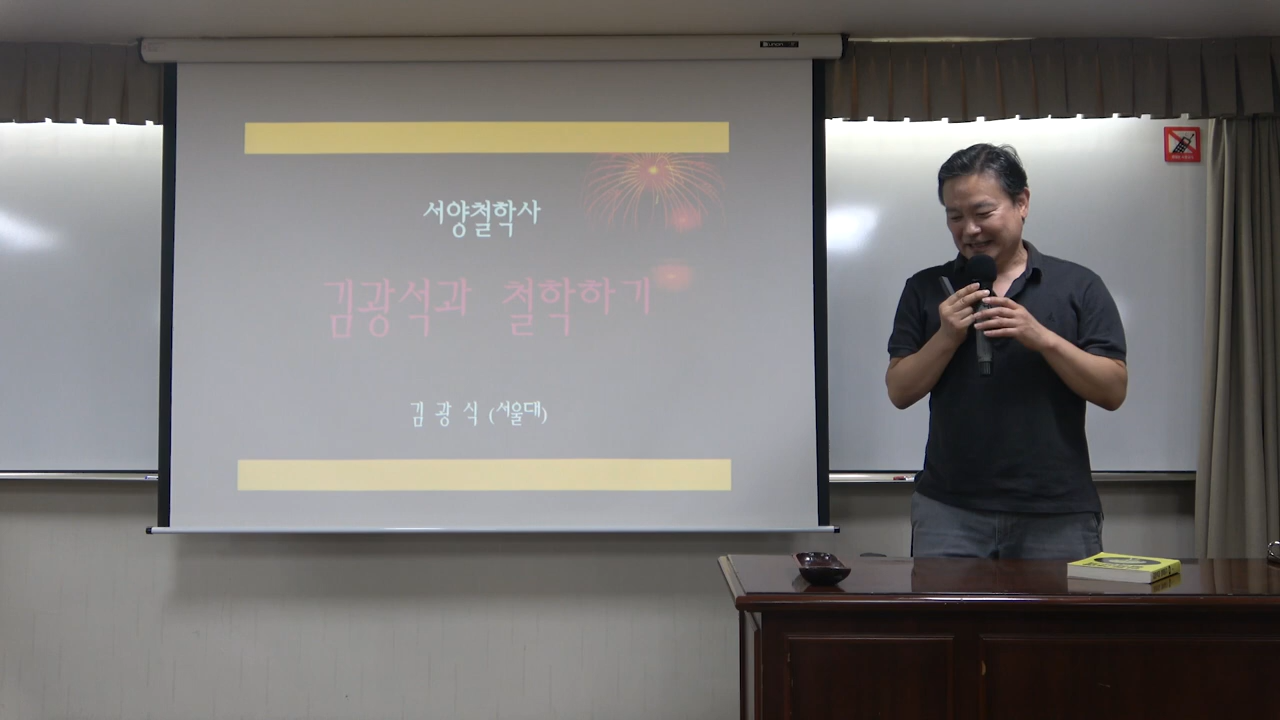 서양철학사
김광석과 철학하기
김 광 식 (서울대)